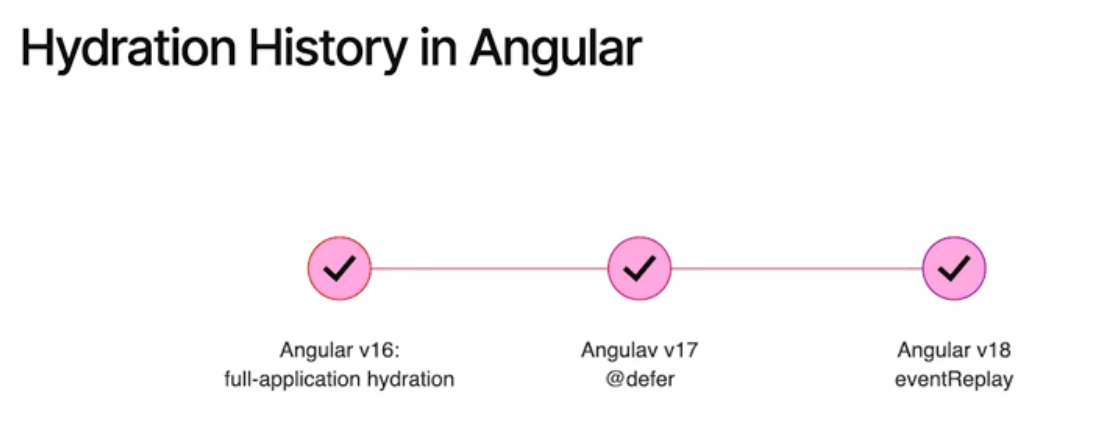 Hydration History in Angular
Angular v16:
full-application hydration
Angulav v17
@defer
Angular v18
eventReplay